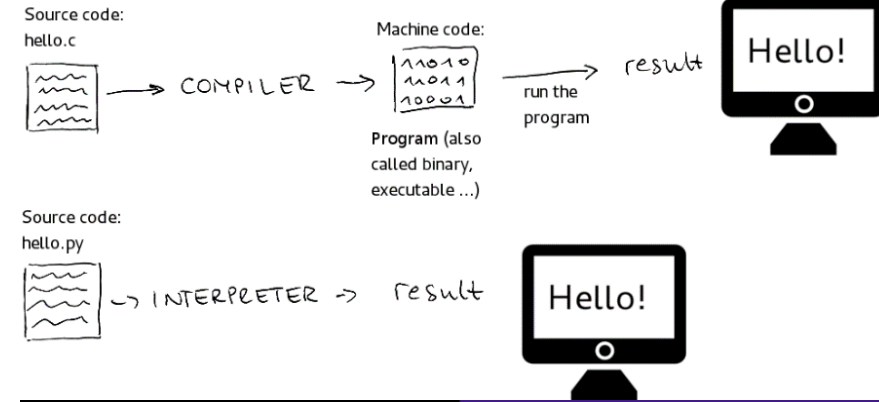 Source code:
hello.c
COMPILER
Machine code:
11010
11011
10001
Program (also
called binary,
executable ...)
run the
program
result
Hello!
Source code:
hello.py
INTERPRETER
result
Hello!